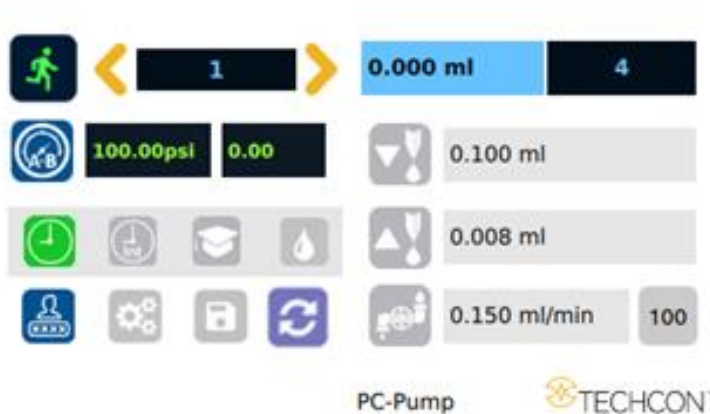 1
0.000 ml
4
A-B
100.00psi
0.00
0.100 ml
0.008 ml
0.150 ml/min
100
PC-Pump
TECHCON